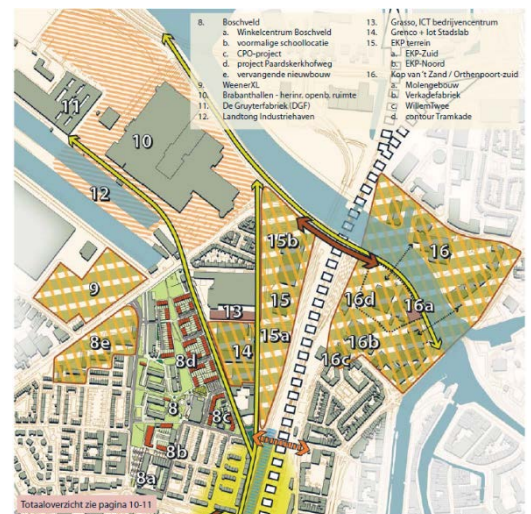 8. Boschveld
a. Winkelcentrum Boschveld
b. voormalige schoollocatie
c. CPO-project
d. project Paardskerkhofweg
e. vervangende nieuwbouw
9. WeenerXL
10. Brabanthallen - herinr. openb. ruimte
11. De Gruyterfabriek (DGF)
12. Landtong Industriehaven
13. Grasso, ICT bedrijvencentrum
14. Grenco + lot Stadslab
15. EKP terrein
a. EKP-Zuid
b. EKP-Noord
16. Kop van 't Zand / Orthenpoort-zuid
a. Molengebouw
b. Verkadefabriek
c. WillemTwee
d. contour Tramkade
11
10
12
15b
16
9
16d
15
16a
13
8e
8d
14
15a
16b
16c
8
8c
8b
8a
Totaaloverzicht zie pagina 10-11